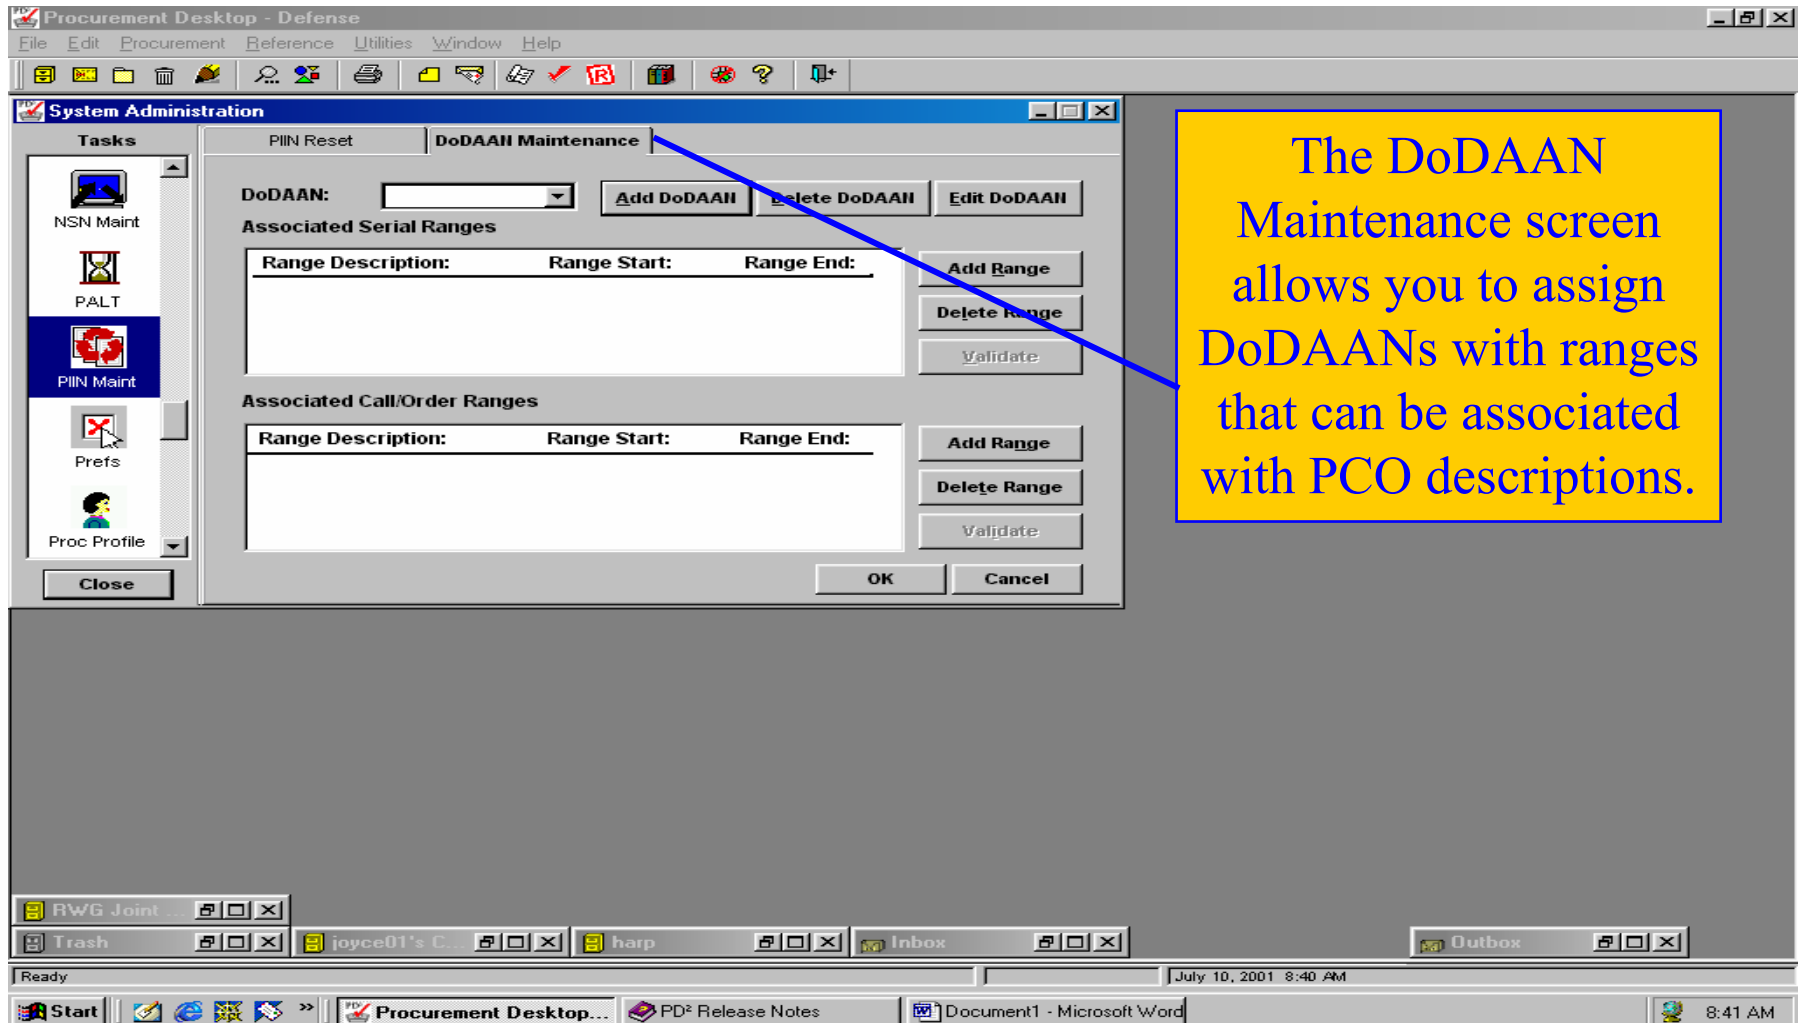 Procurement Desktop - Defense
File Edit Procurement Reference Utilities Window Help
System Administration
Tasks
PIIN Reset
DoDAAN Maintenance
NSN Maint
PALT
PIIN Maint
Prefs
Proc Profile
Close
DoDAAN:
Add DoDAAN
Delete DoDAAN
Edit DoDAAN
Associated Serial Ranges
Range Description: Range Start: Range End:
Add Range
Delete Range
Validate
Associated Call/Order Ranges
Range Description: Range Start: Range End:
Add Range
Delete Range
Validate
OK
Cancel
The DoDAAN
Maintenance screen
allows you to assign
DoDAANs with ranges
that can be associated
with PCO descriptions.
RWG Joint ...
Trash
joyce01's C...
harp
Inbox
Outbox
Ready
July 10, 2001 8:40 AM
Start
»
Procurement Desktop...
PD² Release Notes
Document1 - Microsoft Word
8:41 AM